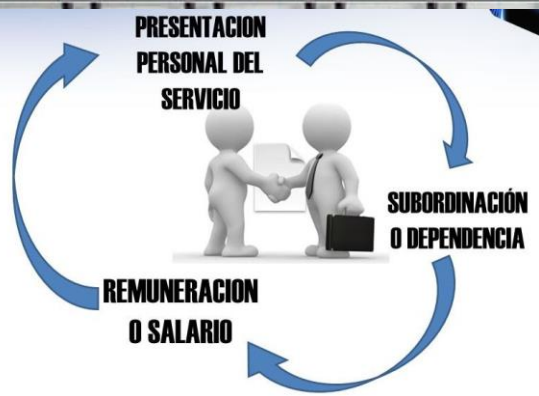 PRESENTACION
PERSONAL DEL
SERVICIO
SUBORDINACIÓN
O DEPENDENCIA
REMUNERACION
O SALARIO